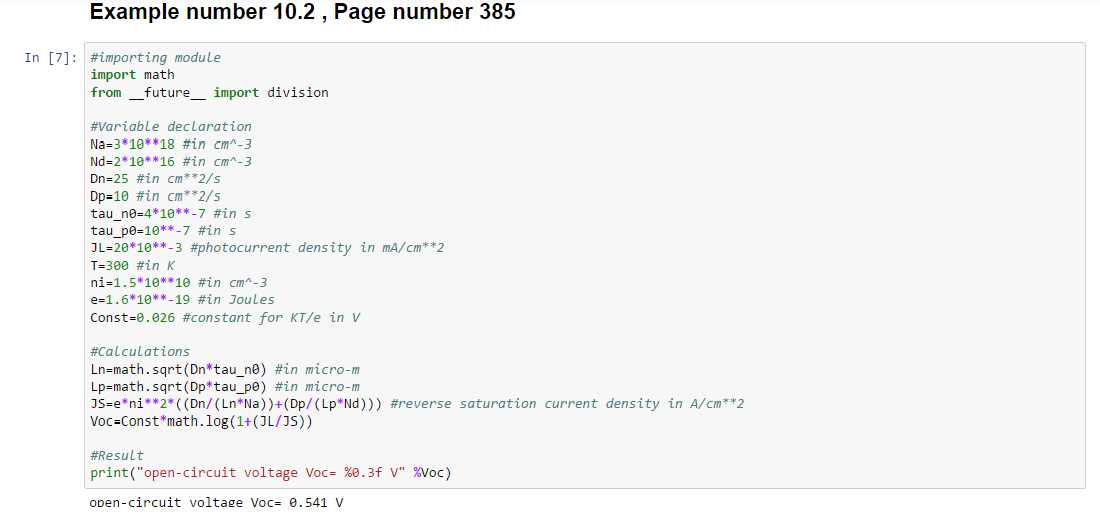 Example number 10.2 , Page number 385
In [7]: #importing module
import math
from __future__ import division
#Variable declaration
Na=3*10**18 #in cm^-3
Nd=2*10**16 #in cm^-3
Dn=25 #in cm**2/s
Dp=10 #in cm**2/s
tau_n0=4*10**-7 #in s
tau_p0=10**-7 #in s
JL=20*10**-3 #photocurrent density in mA/cm**2
T=300 #in K
ni=1.5*10**10 #in cm^-3
e=1.6*10**-19 #in Joules
Const=0.026 #constant for KT/e in V
#Calculations
Ln=math.sqrt(Dn*tau_n0) #in micro-m
Lp=math.sqrt(Dp*tau_p0) #in micro-m
JS=e*ni**2*((Dn/(Ln*Na))+(Dp/(Lp*Nd))) #reverse saturation current density in A/cm**2
Voc=Const*math.log(1+(JL/JS))
#Result
print("open-circuit voltage Voc= %0.3f V" %Voc)
open-circuit voltage Voc= 0.541 V